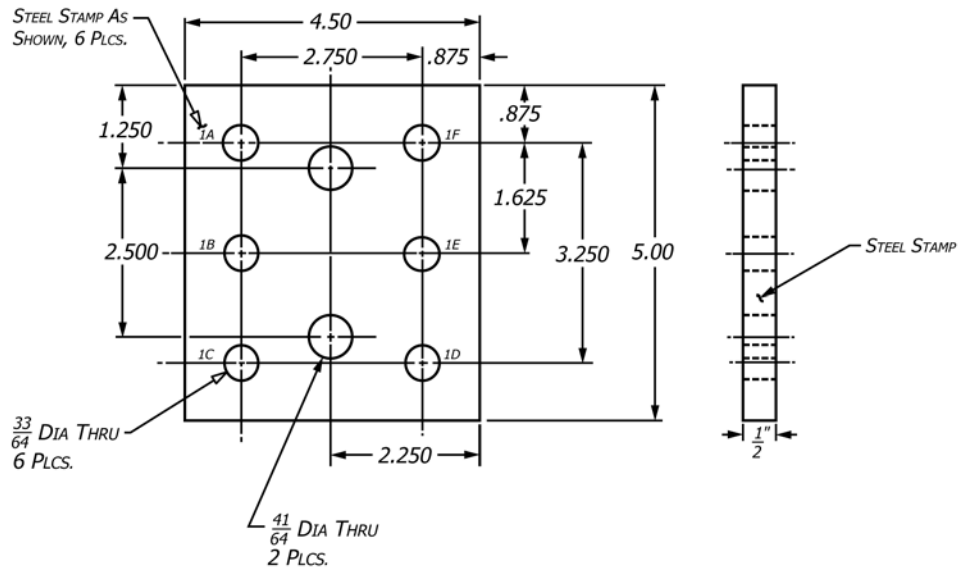 STEEL STAMP AS
SHOWN, 6 PLCS.
4.50
2.750
.875
1.250
.875
1A
1F
1.625
2.500
1B
1E
3.250
5.00
STEEL STAMP
1C
1D
33/64 DIA THRU
6 PLCS.
2.250
1/2"
41/64 DIA THRU
2 PLCS.